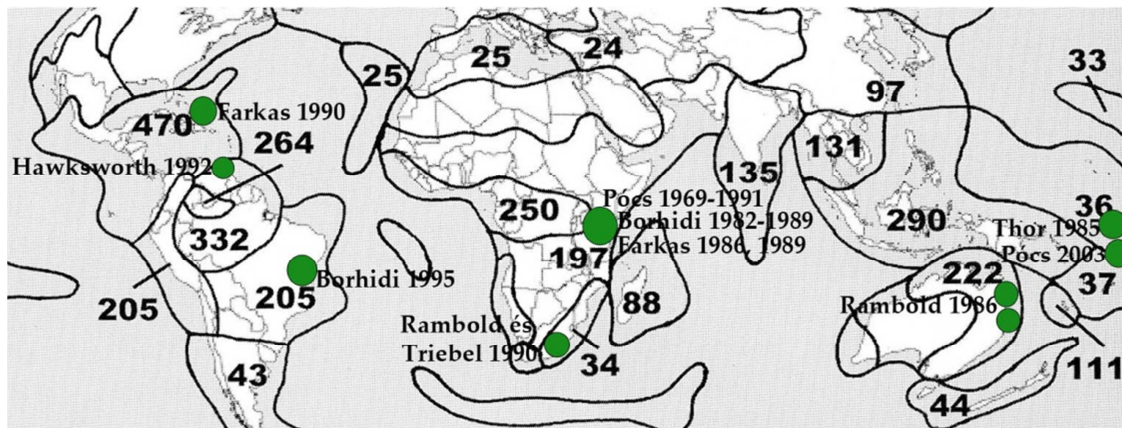 25
25
24
33
97
Farkas 1990
470
264
131
Hawksworth 1992
135
Pócs 1969-1991
250
Borhidi 1982-1989
Farkas 1986, 1989
36
Thor 1985
290
332
Pócs 2003
197
222
37
Borhidi 1995
205
205
88
Rambold 1986
Rambold és
Triebel 1990
34
111
43
44